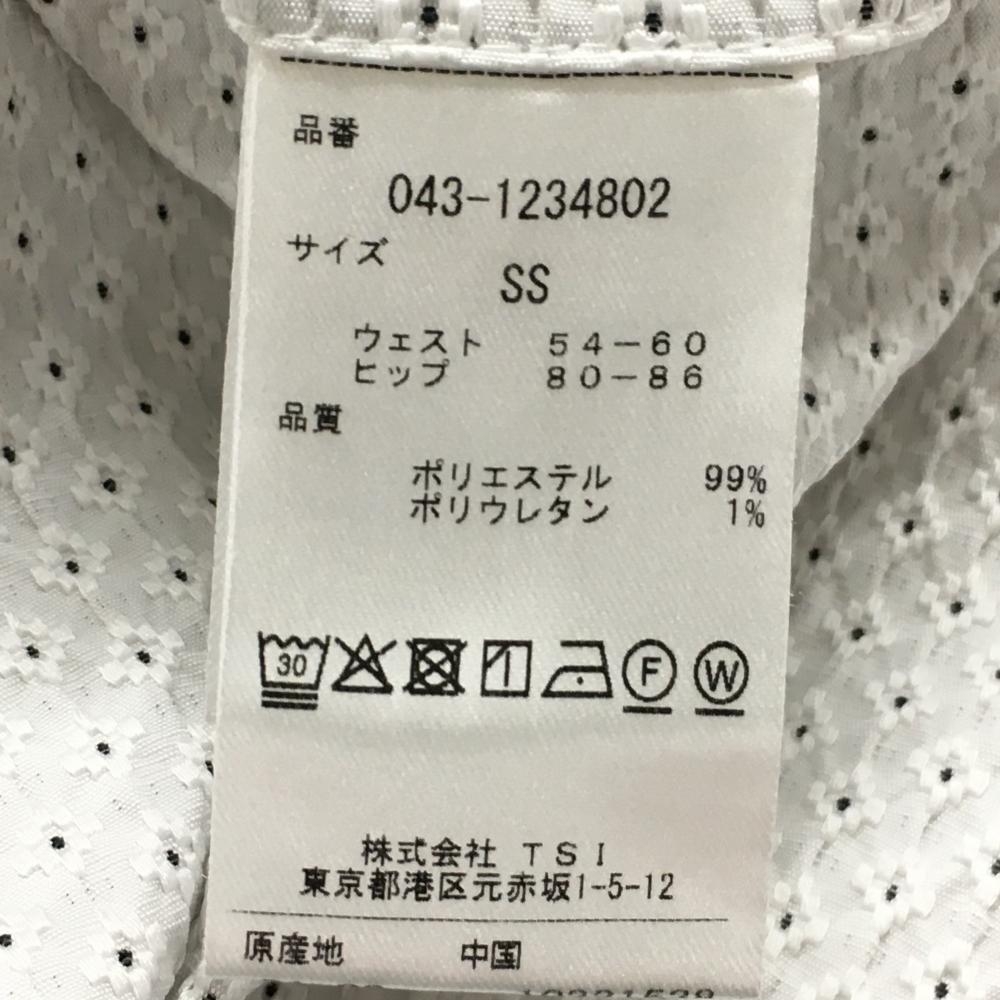 品番
043-1234802
サイズ
SS
ウェスト 54-60
ヒップ 80-86
品質
ポリエステル 99%
ポリウレタン 1%
30 F W
株式会社 TSI
東京都港区元赤坂1-5-12
原産地 中国